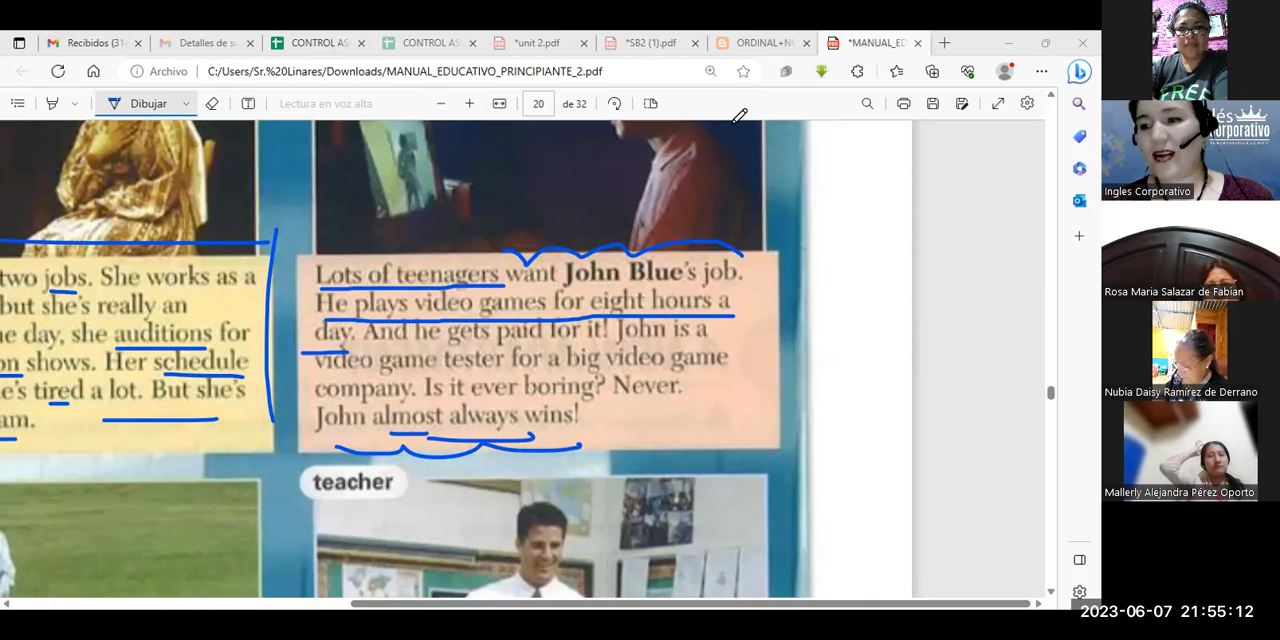 Recibidos (31
Detalles de su
CONTROL AS
CONTROL AS
*unit 2.pdf
*SB2 (1).pdf
ORDINAL+N
*MANUAL_ED
Archivo
C:/Users/Sr.%20Linares/Downloads/MANUAL_EDUCATIVO_PRINCIPIANTE_2.pdf
Dibujar
Lectura en voz alta
20
de 32
two jobs. She works as a
but she's really an
e day, she auditions for
on shows. Her schedule
e's tired a lot. But she's
am.
Lots of teenagers want John Blue's job.
He plays video games for eight hours a
day. And he gets paid for it! John is a
video game tester for a big video game
company. Is it ever boring? Never.
John almost always wins!
teacher
FREE
lés
orporativo
Ingles Corporativo
Rosa Maria Salazar de Fabian
Nubia Daisy Ramírez de Derrano
Mallerly Alejandra Pérez Oporto
2023-06-07 21:55:12